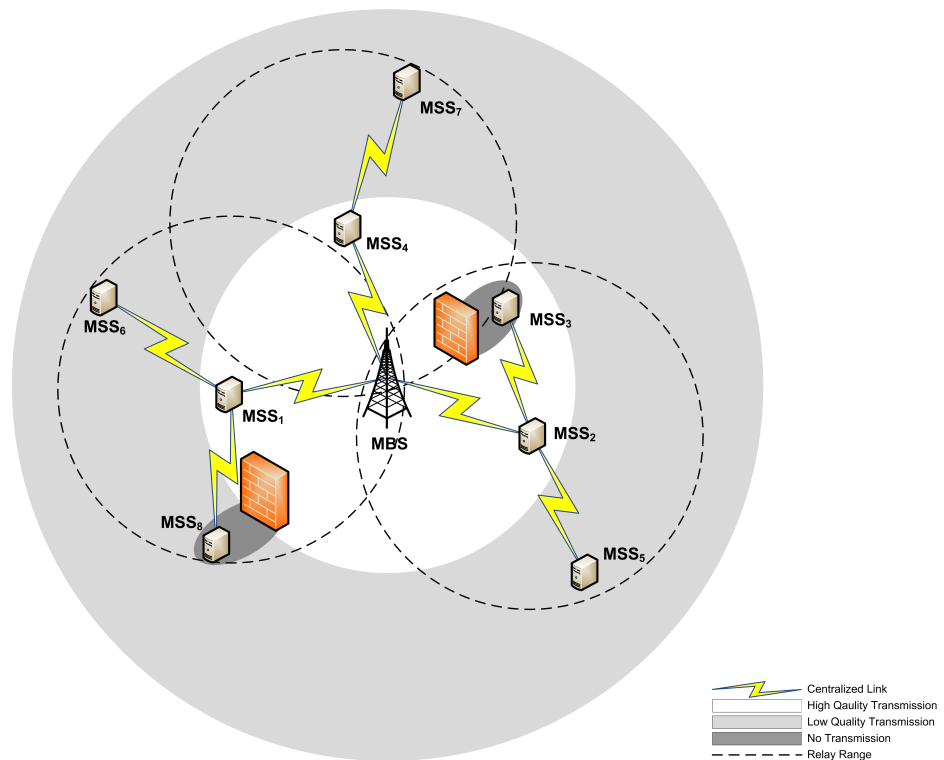 MSS7
MSS4
MSS3
MSS6
MSS1
MSS2
MBS
MSS8
MSS5
Centralized Link
High Qaulity Transmission
Low Quality Transmission
No Transmission
Relay Range